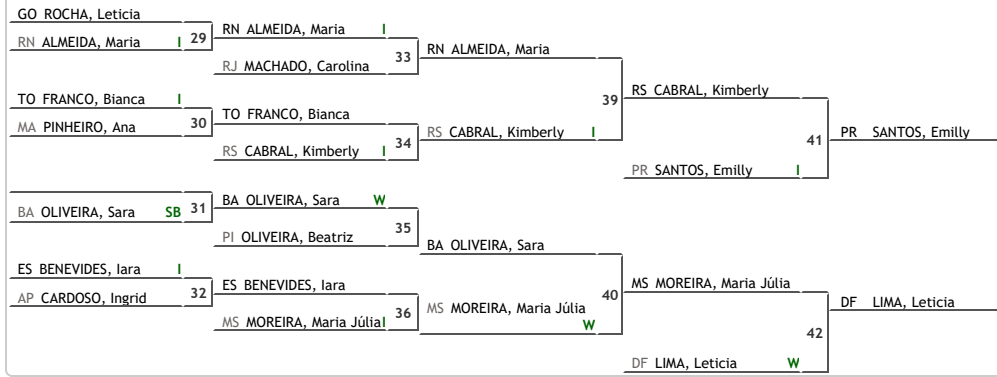 GO ROCHA, Leticia
RN ALMEIDA, Maria I
29
RN ALMEIDA, Maria I
RJ MACHADO, Carolina
33
RN ALMEIDA, Maria
TO FRANCO, Bianca I
MA PINHEIRO, Ana
30
TO FRANCO, Bianca
RS CABRAL, Kimberly I
34
RS CABRAL, Kimberly I
39
RS CABRAL, Kimberly
PR SANTOS, Emilly I
41
PR SANTOS, Emilly
BA OLIVEIRA, Sara SB
31
BA OLIVEIRA, Sara W
PI OLIVEIRA, Beatriz
35
BA OLIVEIRA, Sara
ES BENEVIDES, Iara I
AP CARDOSO, Ingrid
32
ES BENEVIDES, Iara
MS MOREIRA, Maria Júlia I
36
MS MOREIRA, Maria Júlia
W
40
MS MOREIRA, Maria Júlia
DF LIMA, Leticia W
42
DF LIMA, Leticia